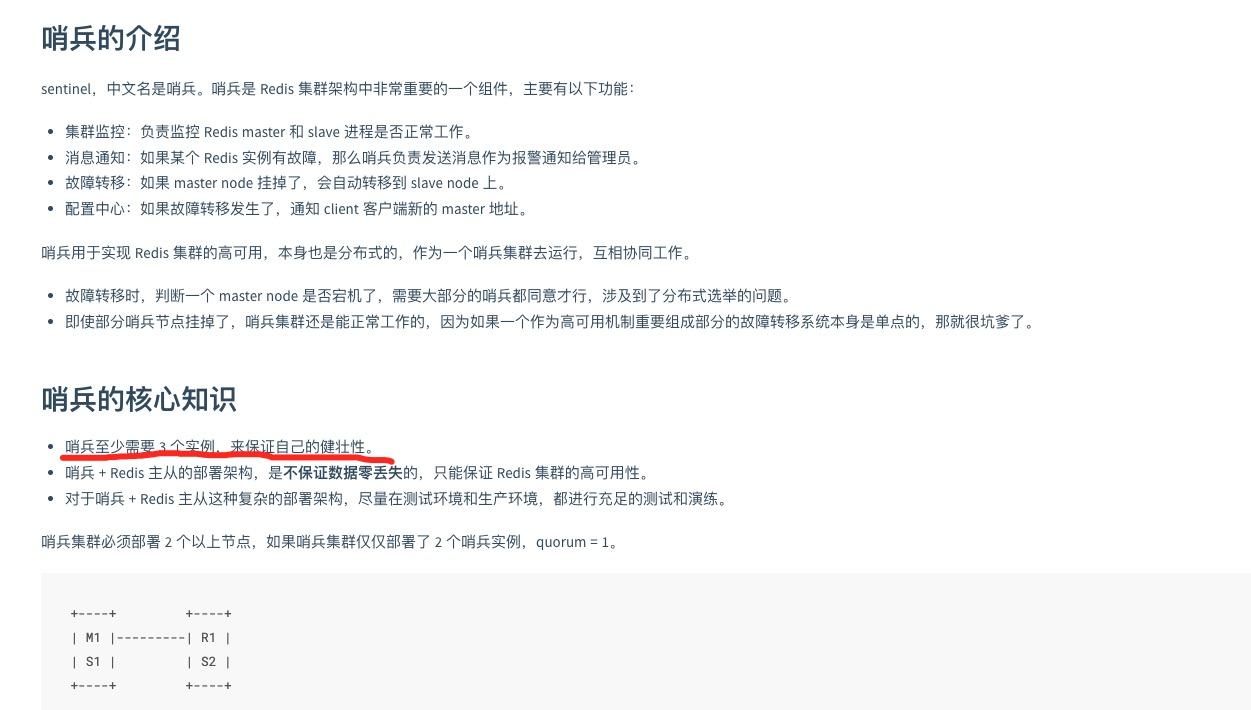 哨兵的介绍
sentinel，中文名是哨兵。哨兵是 Redis 集群架构中非常重要的一个组件，主要有以下功能：
• 集群监控：负责监控 Redis master 和 slave 进程是否正常工作。
• 消息通知：如果某个 Redis 实例有故障，那么哨兵负责发送消息作为报警通知给管理员。
• 故障转移：如果 master node 挂掉了，会自动转移到 slave node 上。
• 配置中心：如果故障转移发生了，通知 client 客户端新的 master 地址。
哨兵用于实现 Redis 集群的高可用，本身也是分布式的，作为一个哨兵集群去运行，互相协同工作。
• 故障转移时，判断一个 master node 是否宕机了，需要大部分的哨兵都同意才行，涉及到了分布式选举的问题。
• 即使部分哨兵节点挂掉了，哨兵集群还是能正常工作的，因为如果一个作为高可用机制重要组成部分的故障转移系统本身是单点的，那就很坑爹了。
哨兵的核心知识
• 哨兵至少需要 3 个实例，来保证自己的健壮性。
• 哨兵 + Redis 主从的部署架构，是不保证数据零丢失的，只能保证 Redis 集群的高可用性。
• 对于哨兵 + Redis 主从这种复杂的部署架构，尽量在测试环境和生产环境，都进行充足的测试和演练。
哨兵集群必须部署 2 个以上节点，如果哨兵集群仅仅部署了 2 个哨兵实例，quorum = 1。
+----+         +----+
| M1 |---------| R1 |
| S1 |         | S2 |
+----+         +----+